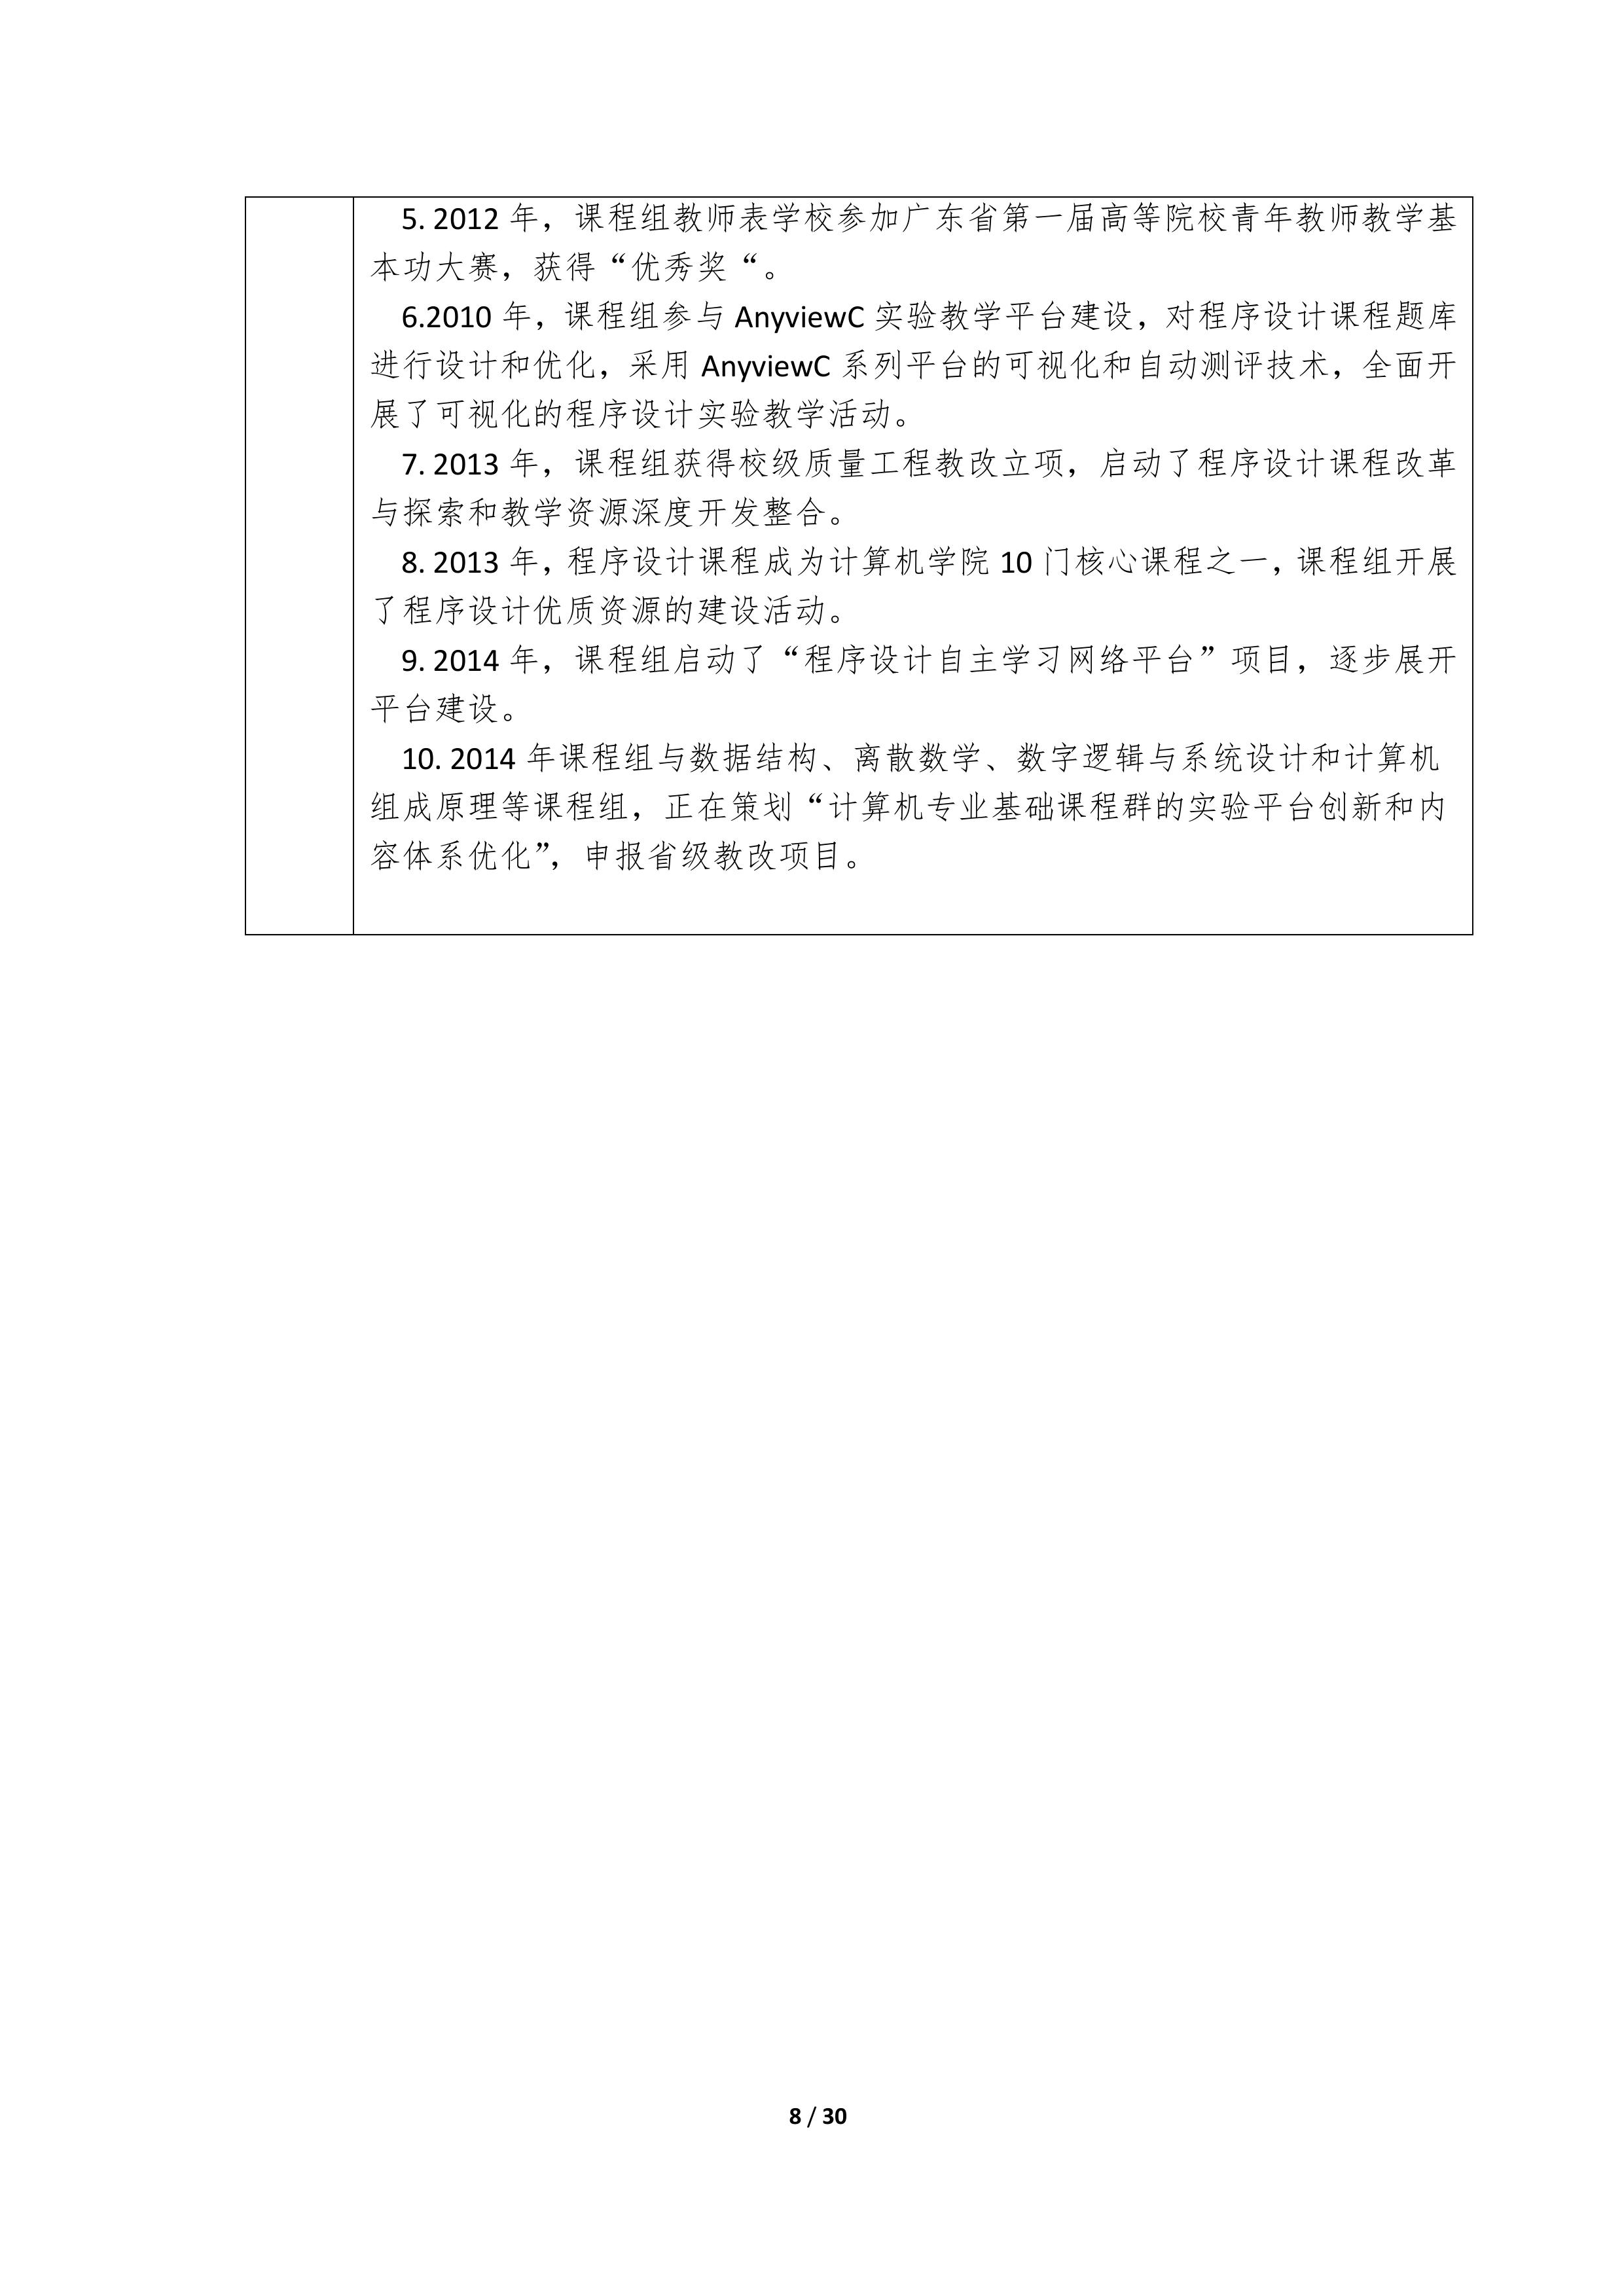 5. 2012 年，课程组教师表学校参加广东省第一届高等院校青年教师教学基
本功大赛，获得“优秀奖“。
6.2010 年，课程组参与 AnyviewC 实验教学平台建设，对程序设计课程题库
进行设计和优化，采用 AnyviewC 系列平台的可视化和自动测评技术，全面开
展了可视化的程序设计实验教学活动。
7. 2013 年，课程组获得校级质量工程教改立项，启动了程序设计课程改革
与探索和教学资源深度开发整合。
8. 2013 年，程序设计课程成为计算机学院 10 门核心课程之一，课程组开展
了程序设计优质资源的建设活动。
9. 2014 年，课程组启动了“程序设计自主学习网络平台”项目，逐步展开
平台建设。
10. 2014 年课程组与数据结构、离散数学、数字逻辑与系统设计和计算机
组成原理等课程组，正在策划“计算机专业基础课程群的实验平台创新和内
容体系优化”，申报省级教改项目。
8 / 30